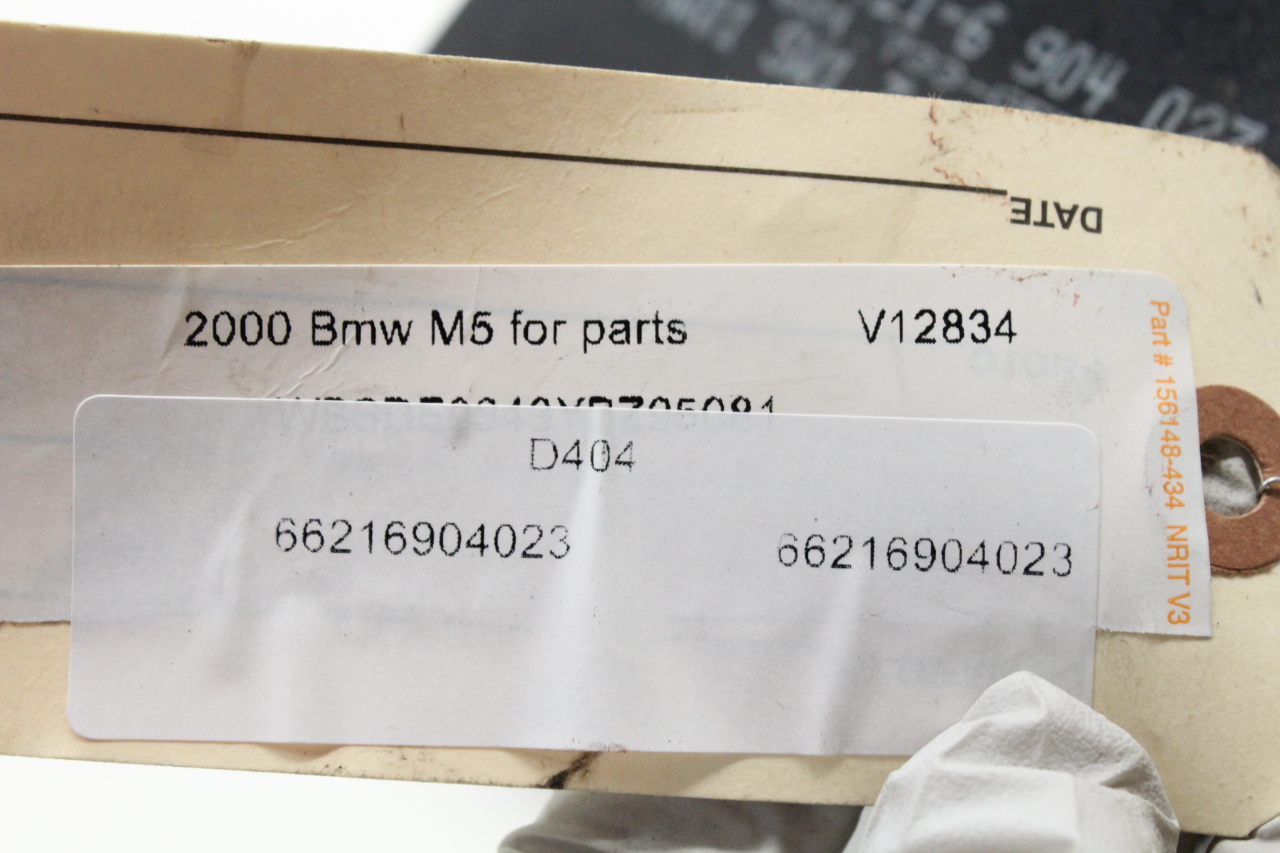 904 023
DATE
2000 Bmw M5 for parts V12834
D404
66216904023 66216904023
Part # 156148-434 NRIT V3